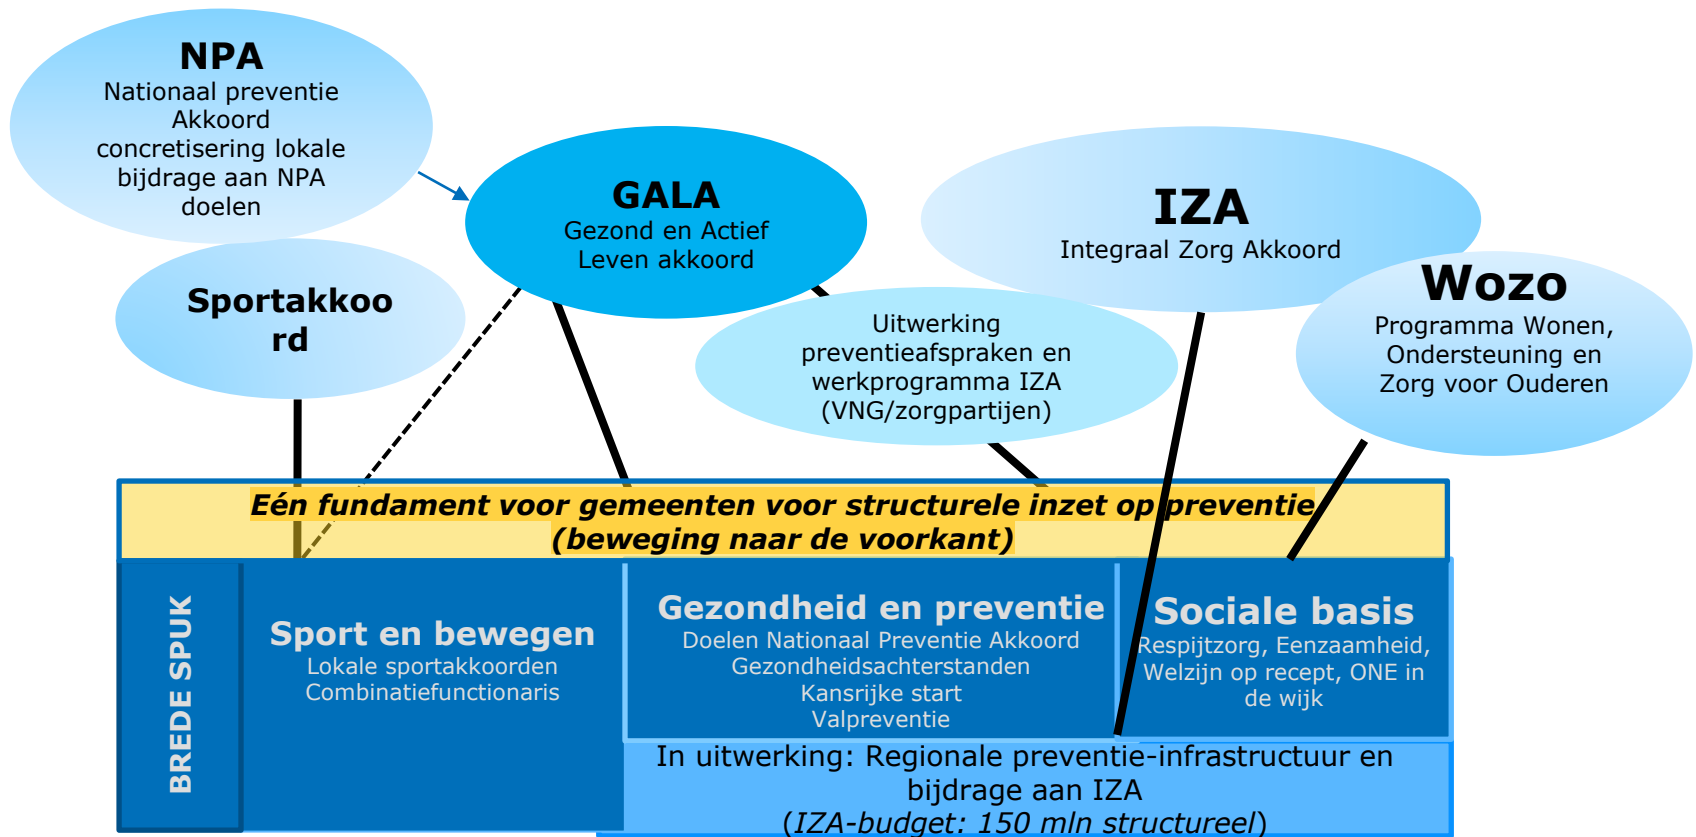 NPA
Nationaal preventie
Akkoord
concretisering lokale
bijdrage aan NPA
doelen
Sportakkoo
rd
GALA
Gezond en Actief
Leven akkoord
Uitwerking
preventieafspraken en
werkprogramma IZA
(VNG/zorgpartijen)
IZA
Integraal Zorg Akkoord
Wozo
Programma Wonen,
Ondersteuning en
Zorg voor Ouderen
Eén fundament voor gemeenten voor structurele inzet op preventie
(beweging naar de voorkant)
BREDE SPUK
Sport en bewegen
Lokale sportakkoorden
Combinatiefunctionaris
Gezondheid en preventie
Doelen Nationaal Preventie Akkoord
Gezondheidsachterstanden
Kansrijke start
Valpreventie
Sociale basis
Respijtzorg, Eenzaamheid,
Welzijn op recept, ONE in
de wijk
In uitwerking: Regionale preventie-infrastructuur en
bijdrage aan IZA
(IZA-budget: 150 mln structureel)